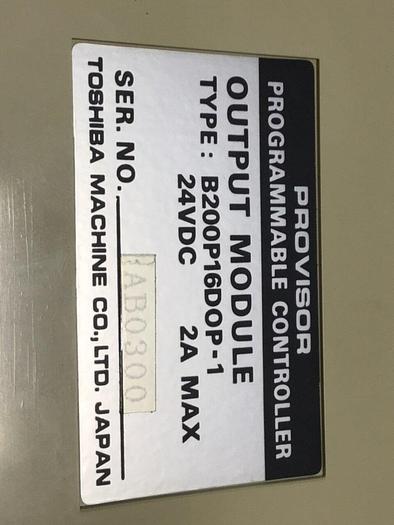 PROVISOR
PROGRAMMABLE CONTROLLER
OUTPUT MODULE
TYPE: B200P16DOP-1
24VDC 2A MAX
SER. NO. AB0300
TOSHIBA MACHINE CO., LTD. JAPAN